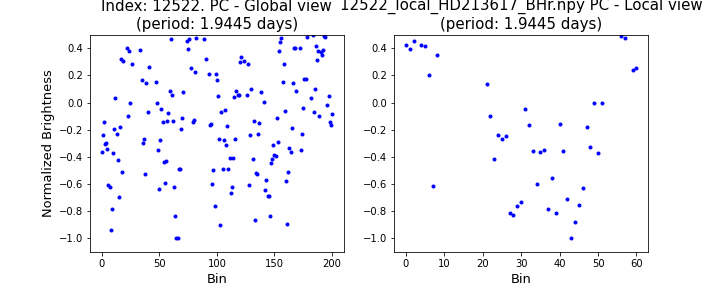 Index: 12522. PC - Global view
(period: 1.9445 days)
12522_local_HD213617_BHr.npy PC - Local view
(period: 1.9445 days)
Normalized Brightness
0.4
0.2
0.0
−0.2
−0.4
−0.6
−0.8
−1.0
0 50 100 150 200
Bin
0.4
0.2
0.0
−0.2
−0.4
−0.6
−0.8
−1.0
0 10 20 30 40 50 60
Bin